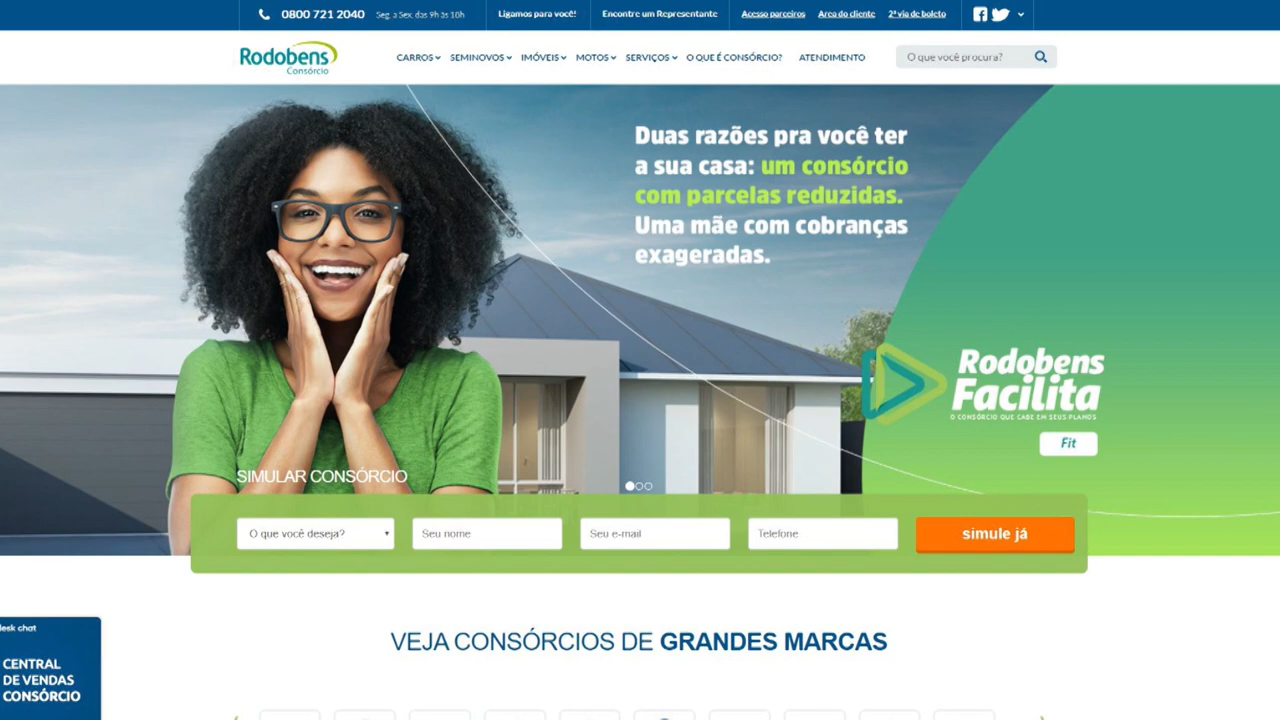 0800 721 2040 Seg. a Sex. das 9h às 18h Ligamos para você! Encontre um Representante Acesso parceiros Area do cliente 2ª via de boleto
Rodobens
Consórcio
CARROS SEMINOVOS IMÓVEIS MOTOS SERVIÇOS O QUE É CONSÓRCIO? ATENDIMENTO O que você procura?
Duas razões pra você ter
a sua casa: um consórcio
com parcelas reduzidas.
Uma mãe com cobranças
exageradas.
Rodobens
Facilita
O CONSÓRCIO QUE CABE EM SEUS PLANOS
Fit
SIMULAR CONSÓRCIO
O que você deseja? Seu nome Seu e-mail Telefone simule já
VEJA CONSÓRCIOS DE GRANDES MARCAS
desk chat
CENTRAL
DE VENDAS
CONSÓRCIO